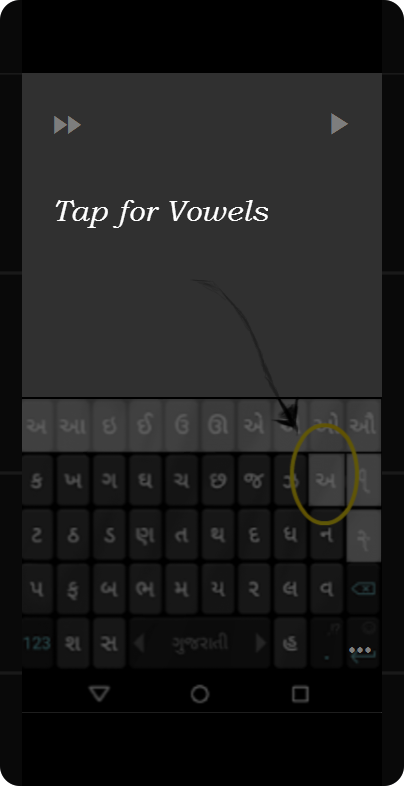 Tap for Vowels
અ આ ઇ ઈ ઉ ઊ એ ઐ ઓ ઔ
ક ખ ગ ઘ ચ છ જ ઝ અ
ટ ઠ ડ ણ ત થ દ ધ ન
પ ફ બ ભ મ ય ર લ વ
123 શ સ ગુજરાતી હ .